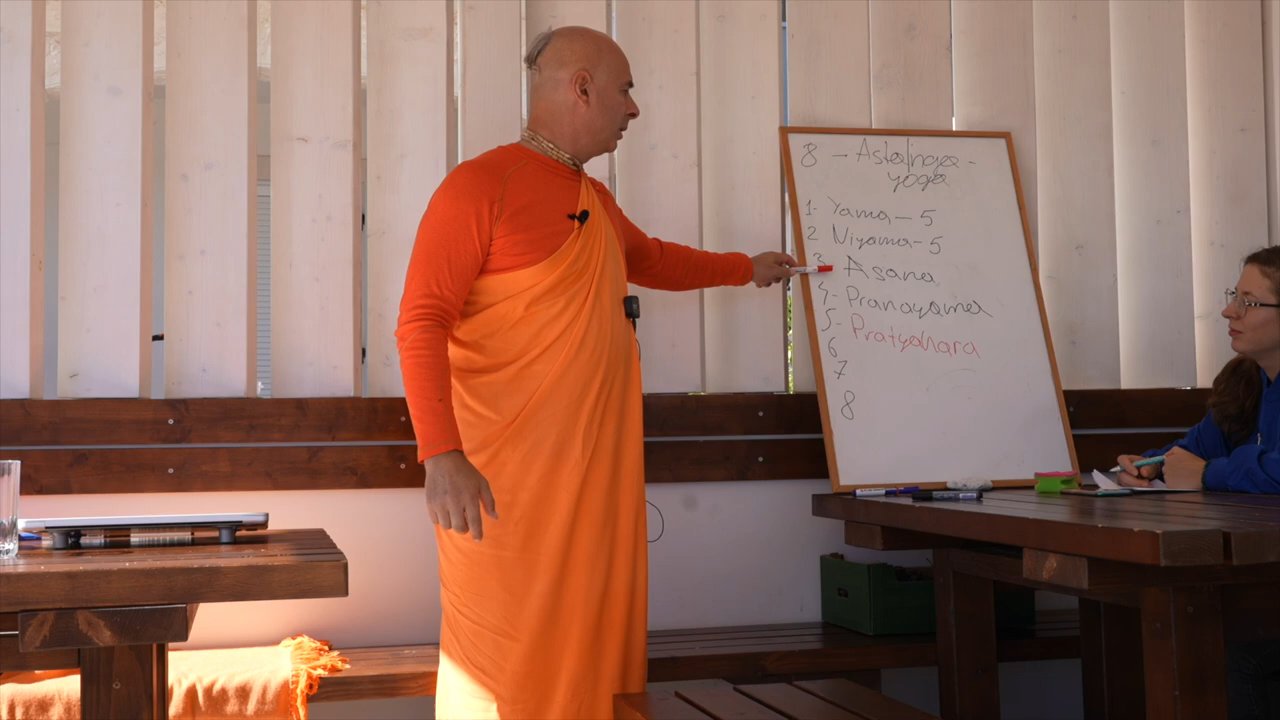 8 - Astanga-
yoga
1- Yama - 5
2 Niyama - 5
3 - Asana
4- Pranayama
5- Pratyahara
6
7
8